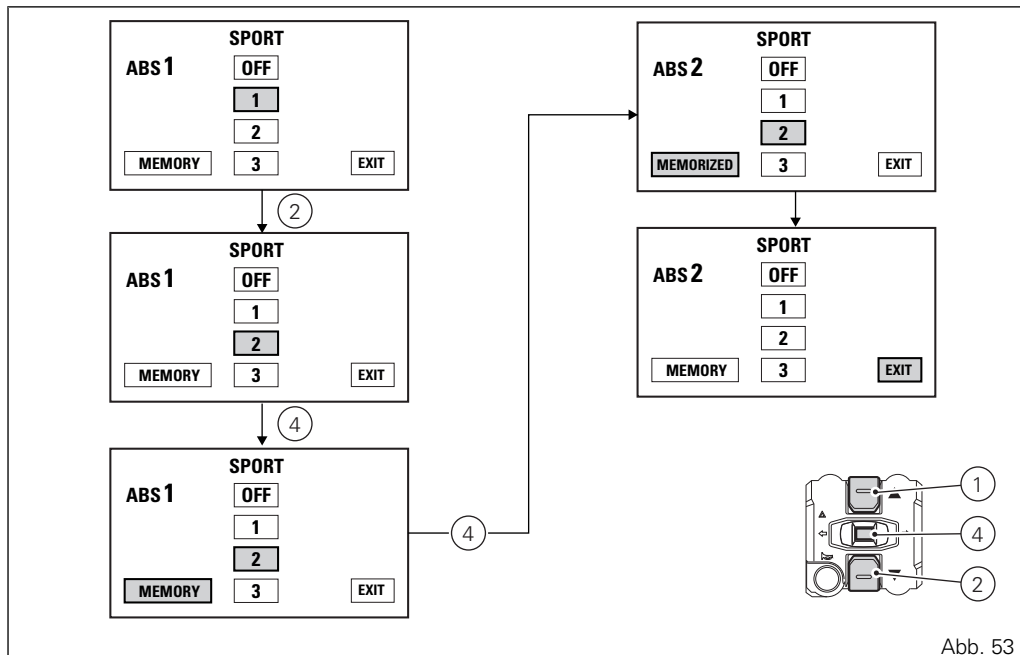 SPORT
ABS 1
OFF
1
2
3
MEMORY
EXIT
2
SPORT
ABS 1
OFF
1
2
3
MEMORY
EXIT
4
SPORT
ABS 1
OFF
1
2
3
MEMORY
EXIT
4
SPORT
ABS 2
OFF
1
2
3
MEMORIZED
EXIT
SPORT
ABS 2
OFF
1
2
3
MEMORY
EXIT
1
4
2
Abb. 53